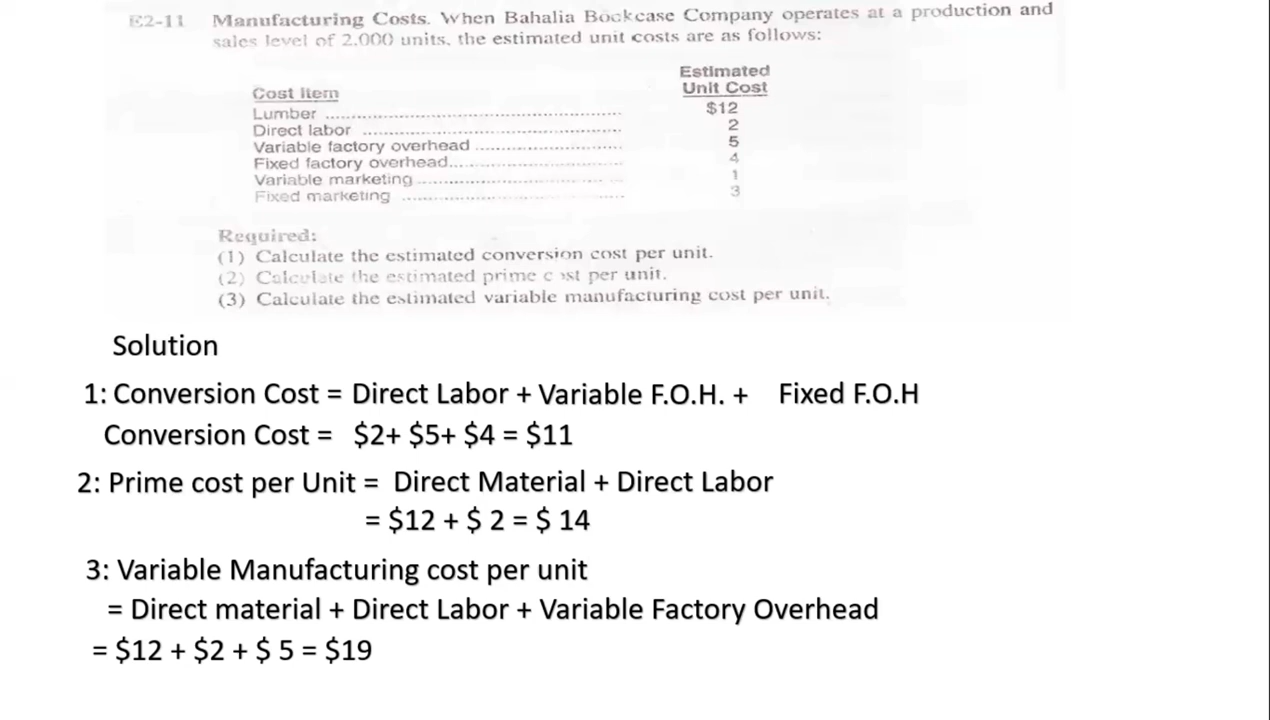 E2-11 Manufacturing Costs. When Bahalia Bookcase Company operates at a production and
sales level of 2,000 units, the estimated unit costs are as follows:
Estimated
Cost Item Unit Cost
Lumber ........ $12
Direct labor ........ 2
Variable factory overhead ........ 5
Fixed factory overhead ........ 4
Variable marketing ........ 1
Fixed marketing ........ 3
Required:
(1) Calculate the estimated conversion cost per unit.
(2) Calculate the estimated prime cost per unit.
(3) Calculate the estimated variable manufacturing cost per unit.
Solution
1: Conversion Cost = Direct Labor + Variable F.O.H. + Fixed F.O.H
Conversion Cost = $2+ $5+ $4 = $11
2: Prime cost per Unit = Direct Material + Direct Labor
= $12 + $ 2 = $ 14
3: Variable Manufacturing cost per unit
= Direct material + Direct Labor + Variable Factory Overhead
= $12 + $2 + $ 5 = $19